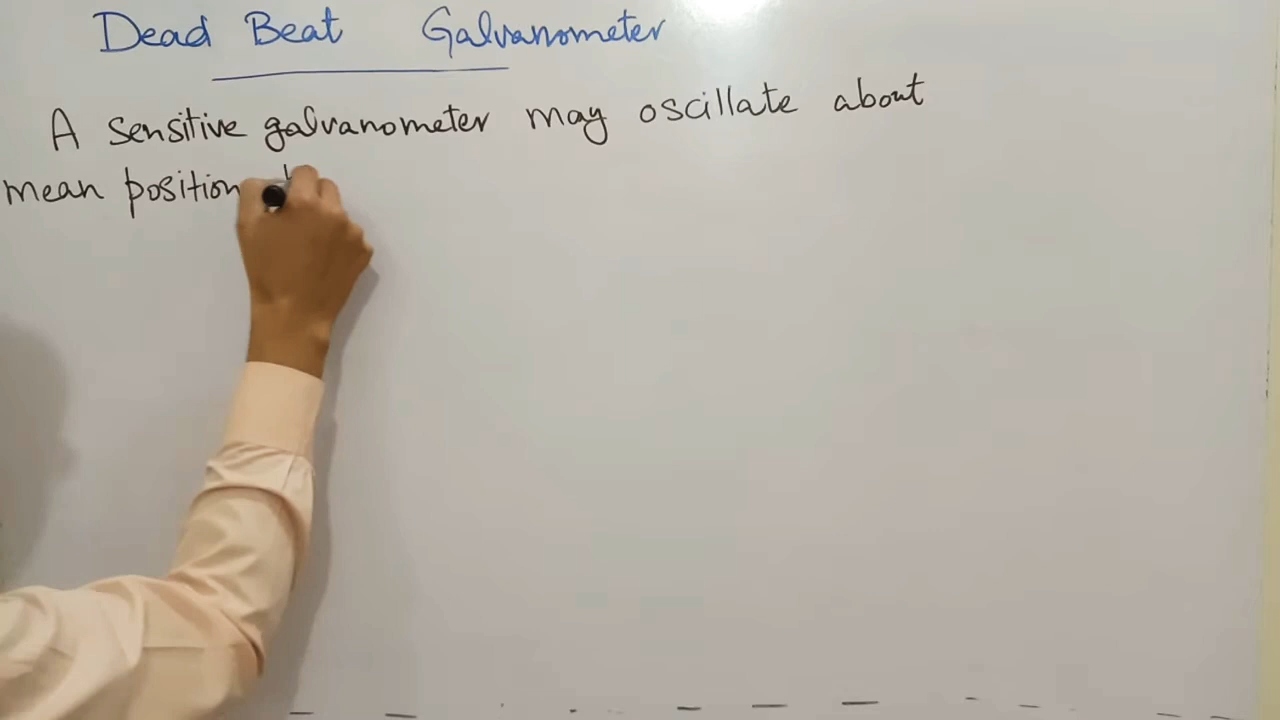 Dead Beat Galvanometer
A sensitive galvanometer may oscillate about
mean position